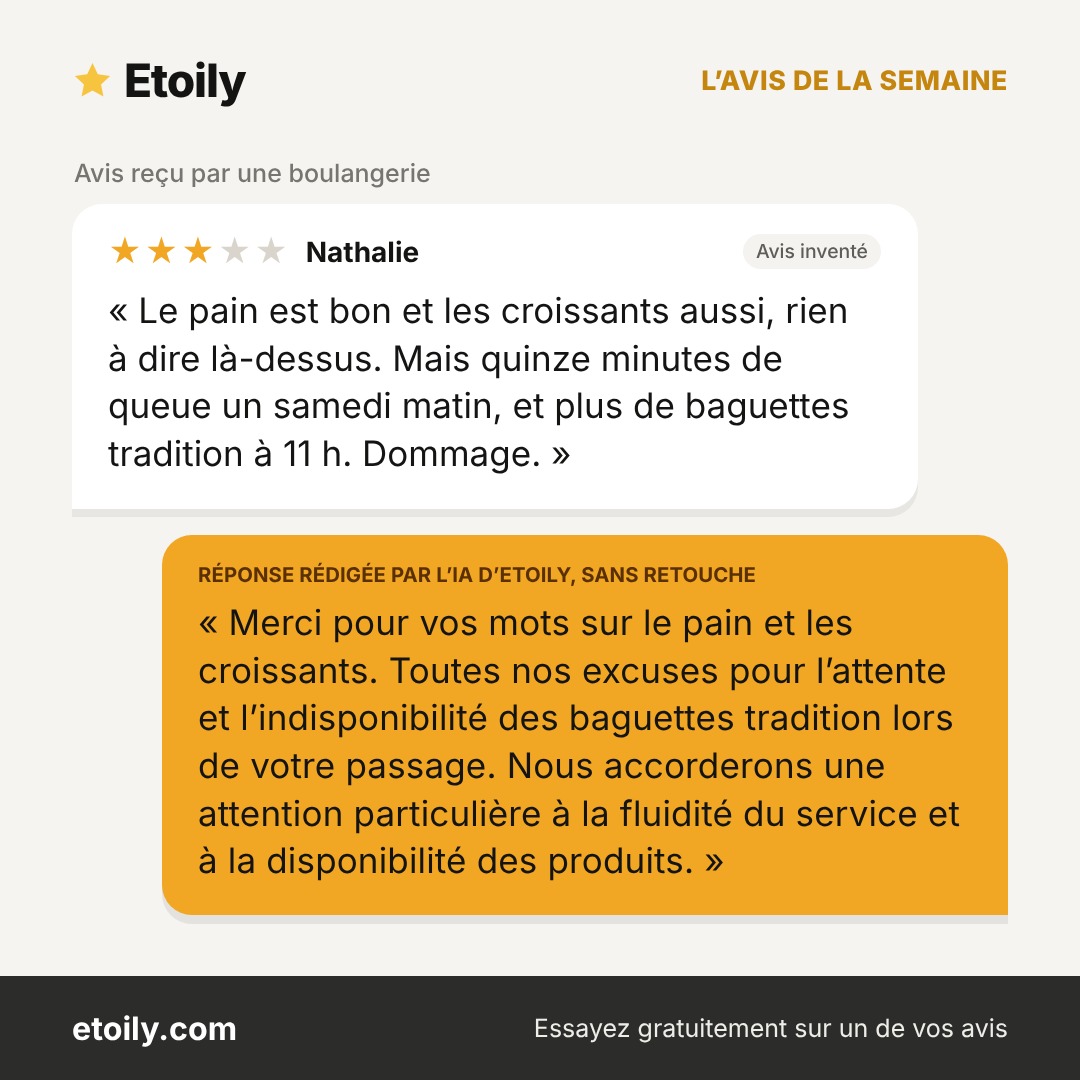 Etoily
L’AVIS DE LA SEMAINE
Avis reçu par une boulangerie
★★★★★ Nathalie
Avis inventé
« Le pain est bon et les croissants aussi, rien
à dire là-dessus. Mais quinze minutes de
queue un samedi matin, et plus de baguettes
tradition à 11 h. Dommage. »
RÉPONSE RÉDIGÉE PAR L’IA D’ETOILY, SANS RETOUCHE
« Merci pour vos mots sur le pain et les
croissants. Toutes nos excuses pour l’attente
et l’indisponibilité des baguettes tradition lors
de votre passage. Nous accorderons une
attention particulière à la fluidité du service et
à la disponibilité des produits. »
etoily.com
Essayez gratuitement sur un de vos avis